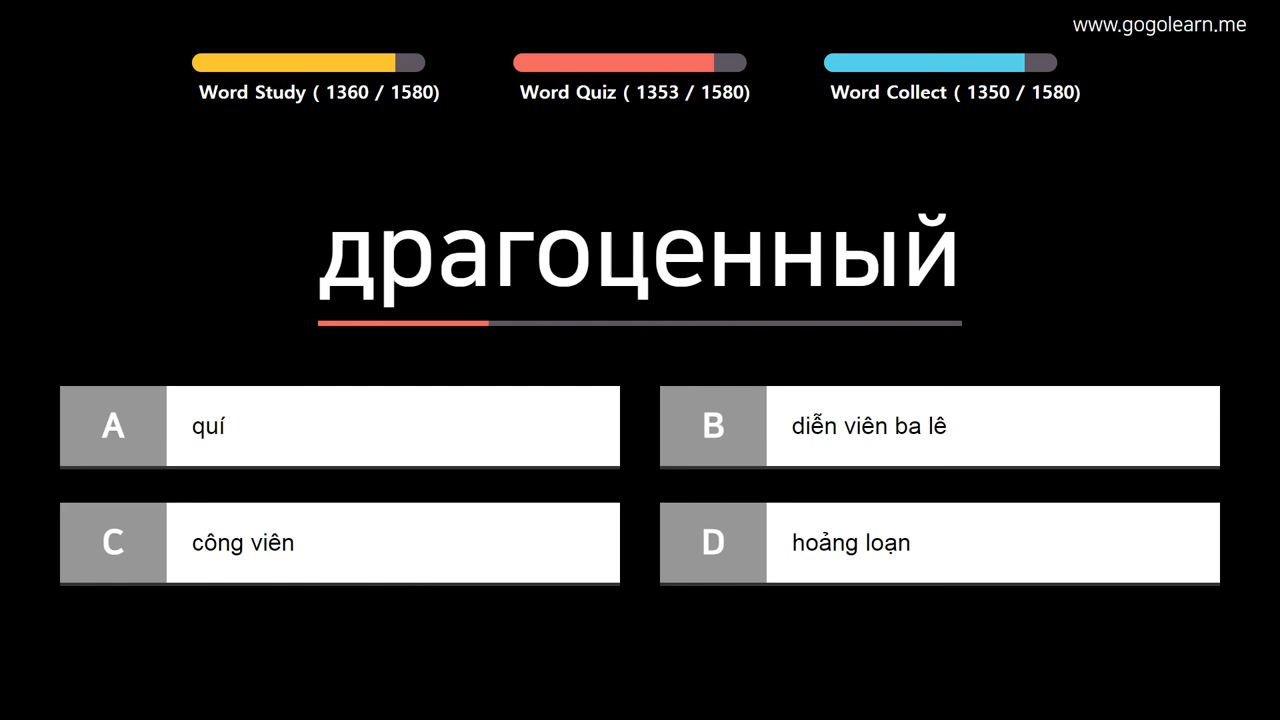 www.gogolearn.me
Word Study ( 1360 / 1580)
Word Quiz ( 1353 / 1580)
Word Collect ( 1350 / 1580)
драгоценный
A quí
B diễn viên ba lê
C công viên
D hoảng loạn